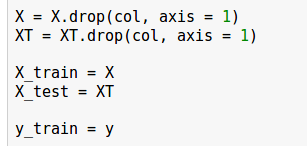 X = X.drop(col, axis = 1)
XT = XT.drop(col, axis = 1)
X_train = X
X_test = XT
y_train = y